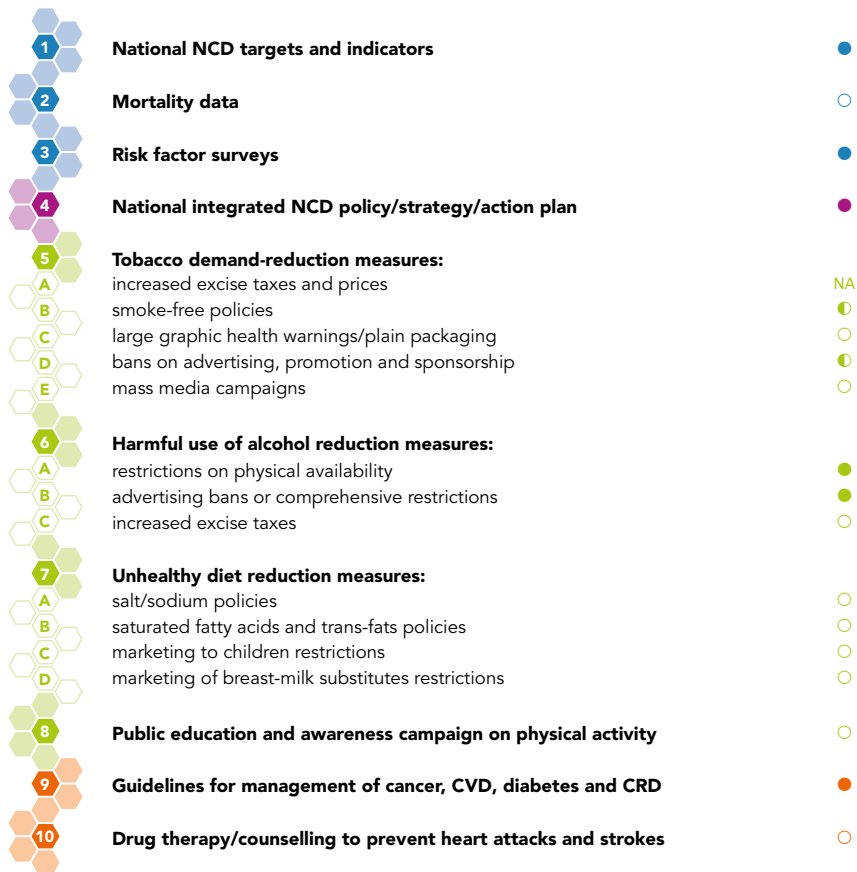 1 National NCD targets and indicators ●
2 Mortality data ○
3 Risk factor surveys ●
4 National integrated NCD policy/strategy/action plan ●
5 Tobacco demand-reduction measures:
A increased excise taxes and prices NA
B smoke-free policies ◐
C large graphic health warnings/plain packaging ○
D bans on advertising, promotion and sponsorship ◐
E mass media campaigns ○
6 Harmful use of alcohol reduction measures:
A restrictions on physical availability ●
B advertising bans or comprehensive restrictions ●
C increased excise taxes ○
7 Unhealthy diet reduction measures:
A salt/sodium policies ○
B saturated fatty acids and trans-fats policies ○
C marketing to children restrictions ○
D marketing of breast-milk substitutes restrictions ○
8 Public education and awareness campaign on physical activity ○
9 Guidelines for management of cancer, CVD, diabetes and CRD ●
10 Drug therapy/counselling to prevent heart attacks and strokes ○